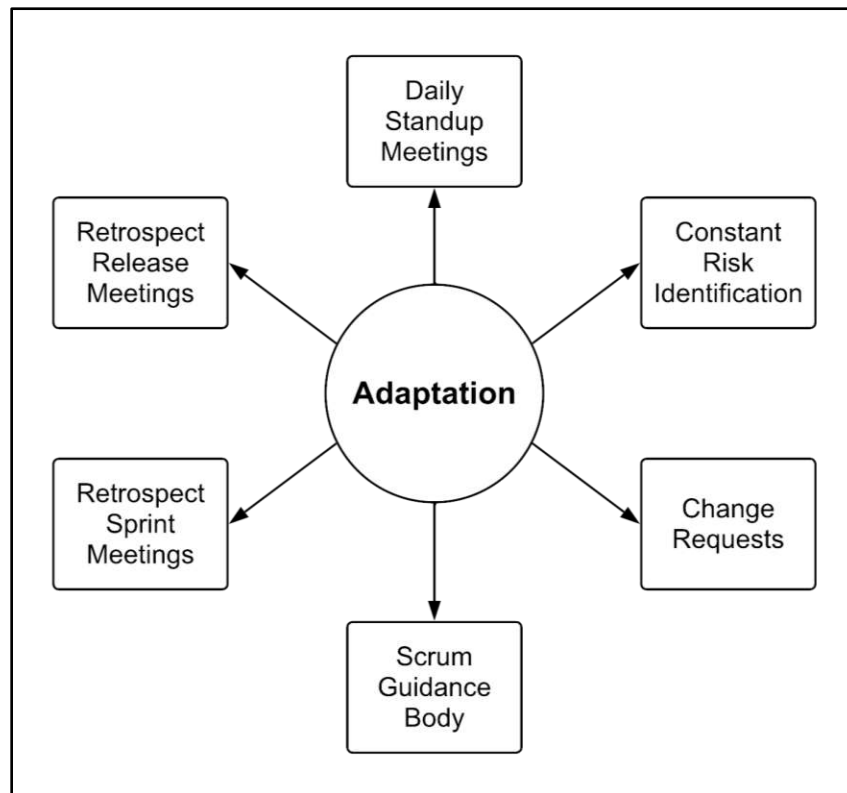 Daily
Standup
Meetings
Retrospect
Release
Meetings
Constant
Risk
Identification
Adaptation
Retrospect
Sprint
Meetings
Change
Requests
Scrum
Guidance
Body